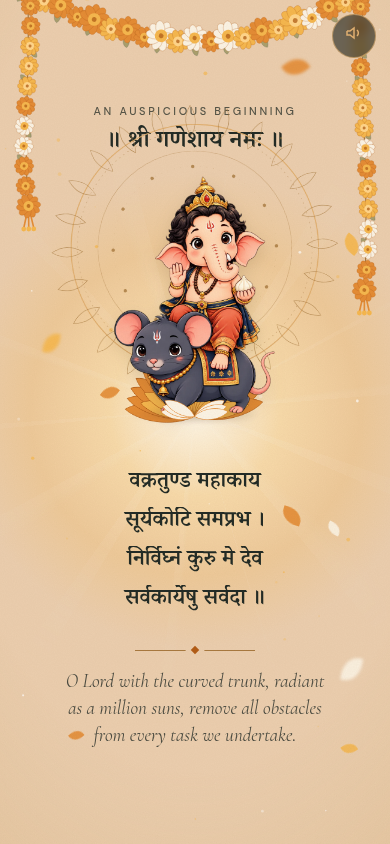 AN AUSPICIOUS BEGINNING
॥ श्री गणेशाय नमः ॥
वक्रतुण्ड महाकाय
सूर्यकोटि समप्रभ ।
निर्विघ्नं कुरु मे देव
सर्वकार्येषु सर्वदा ॥
O Lord with the curved trunk, radiant
as a million suns, remove all obstacles
from every task we undertake.